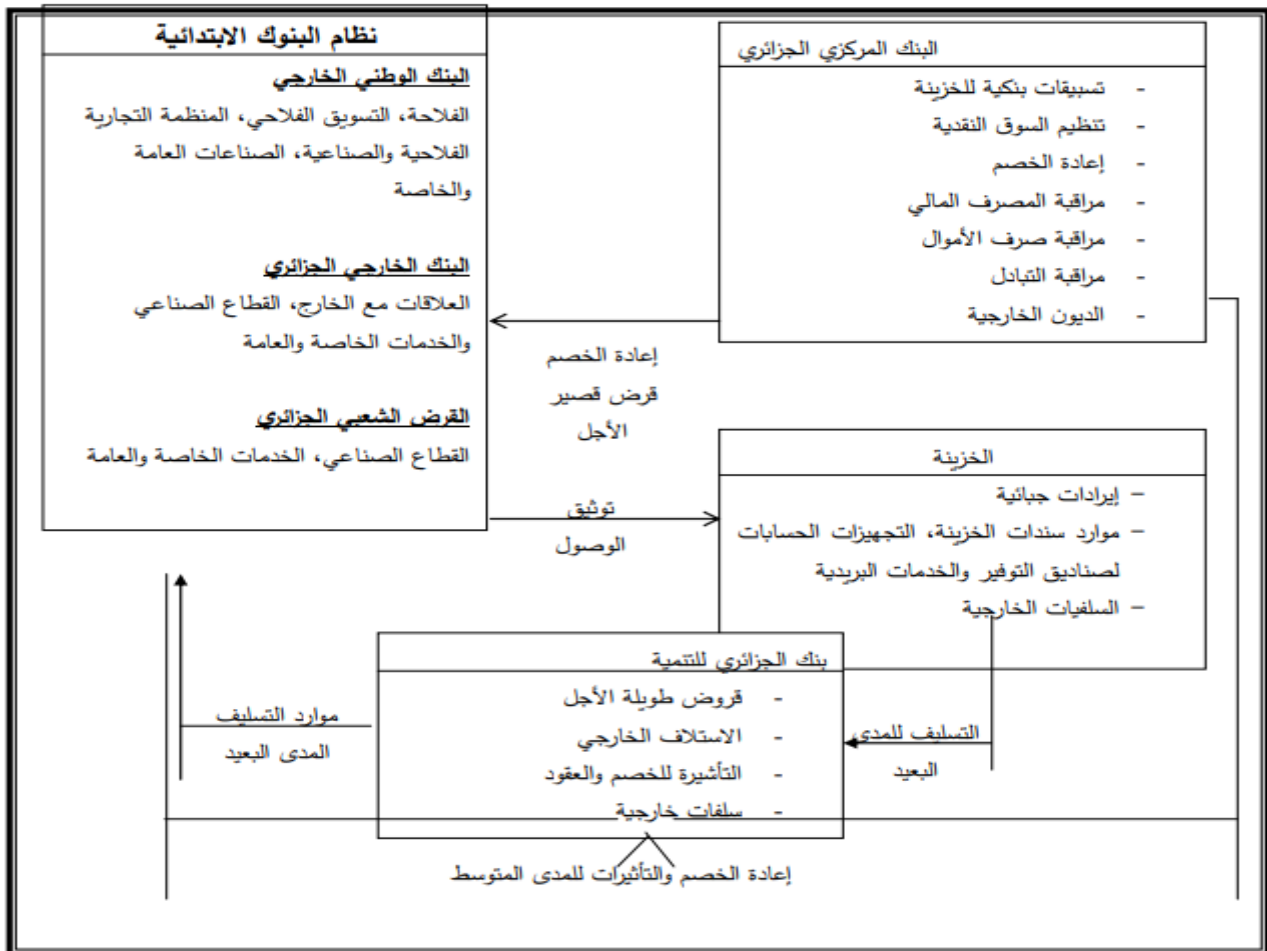 نظام البنوك الابتدائية
البنك الوطني الخارجي
الفلاحة، التسويق الفلاحي، المنظمة التجارية
الفلاحية والصناعية، الصناعات العامة
والخاصة
البنك الخارجي الجزائري
العلاقات مع الخارج، القطاع الصناعي
والخدمات الخاصة والعامة
القرض الشعبي الجزائري
القطاع الصناعي، الخدمات الخاصة والعامة
البنك المركزي الجزائري
- تسبيقات بنكية للخزينة
- تنظيم السوق النقدية
- إعادة الخصم
- مراقبة المصرف المالي
- مراقبة صرف الأموال
- مراقبة التبادل
- الديون الخارجية
إعادة الخصم
قرض قصير
الأجل
الخزينة
– إيرادات جبائية
– موارد سندات الخزينة، التجهيزات الحسابات
لصناديق التوفير والخدمات البريدية
– السلفيات الخارجية
توثيق
الوصول
بنك الجزائري للتنمية
- قروض طويلة الأجل
- الاستلاف الخارجي
- التأشيرة للخصم والعقود
- سلفات خارجية
التسليف للمدى
البعيد
موارد التسليف
المدى البعيد
إعادة الخصم والتأثيرات للمدى المتوسط